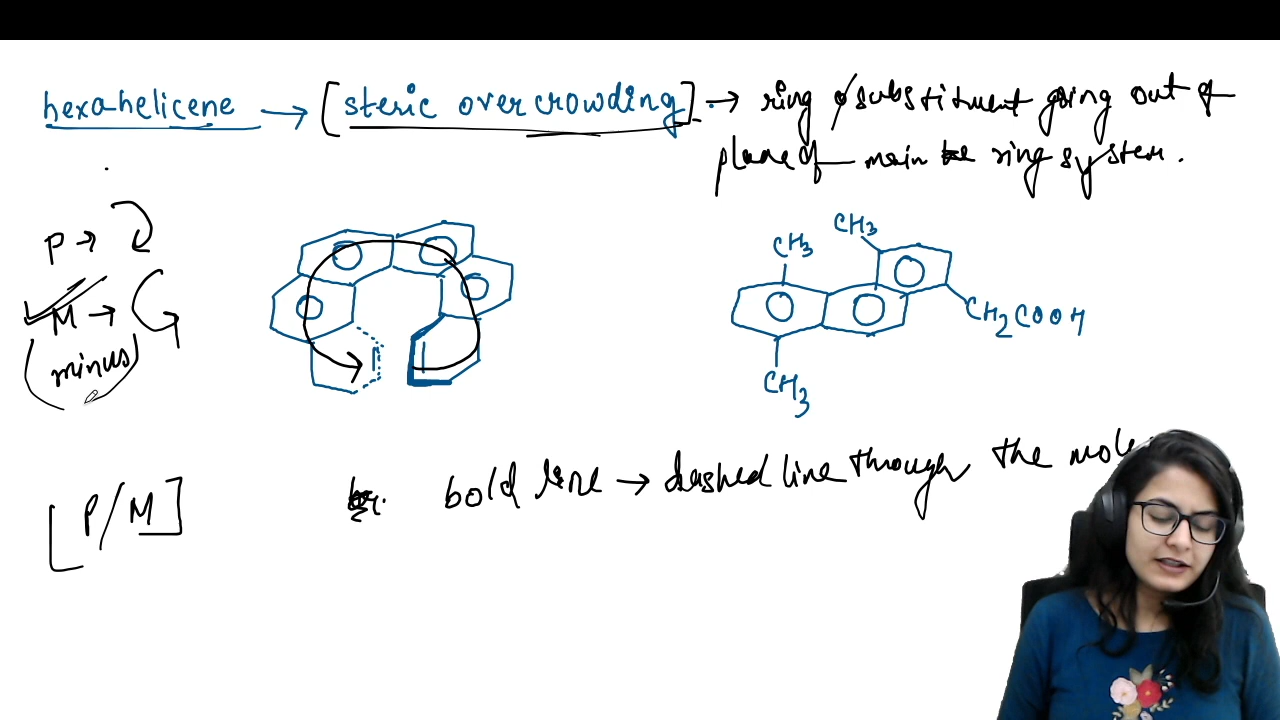 hexahelicene → [steric overcrowding] → ring / substituent going out of
plane of main ring system.
P →
M →
(minus)
CH3
CH3
CH2COOH
CH3
[P/M]
bold line → dashed line through the